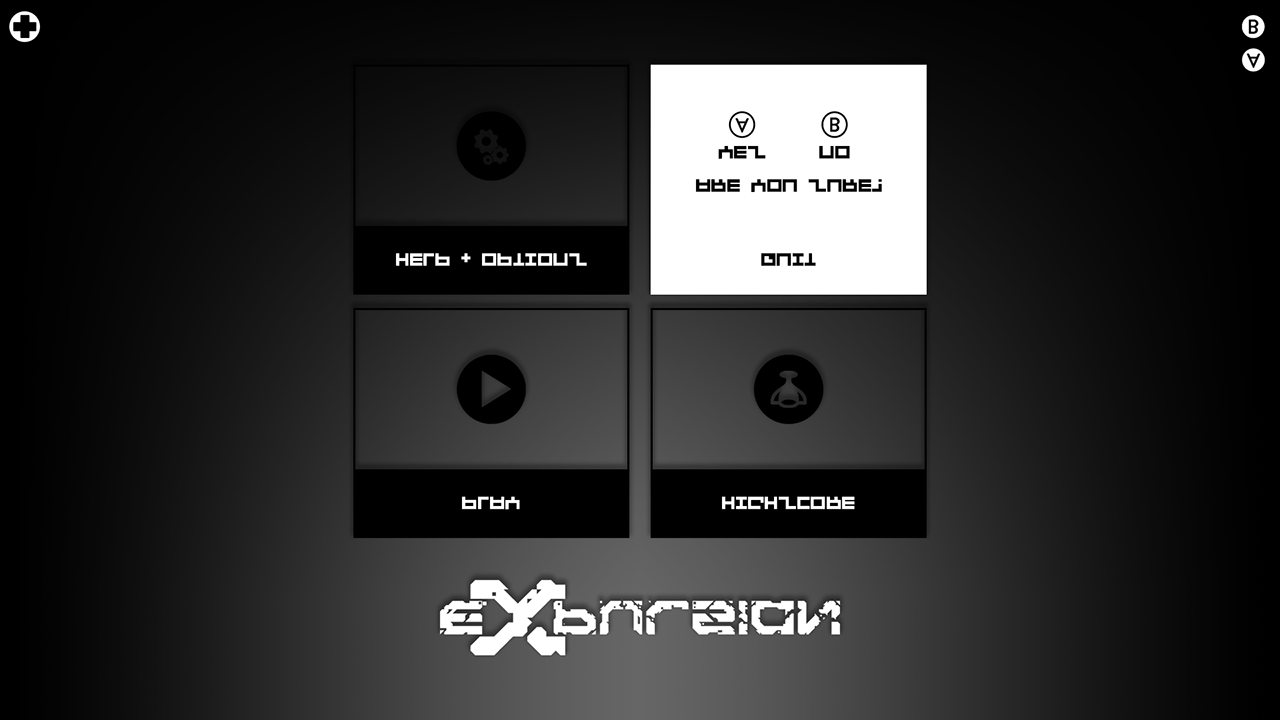 EXPULSION
PLAY
HIGHSCORE
HELP + OPTIONS
QUIT
ARE YOU SURE?
YES NO
A B
A
B